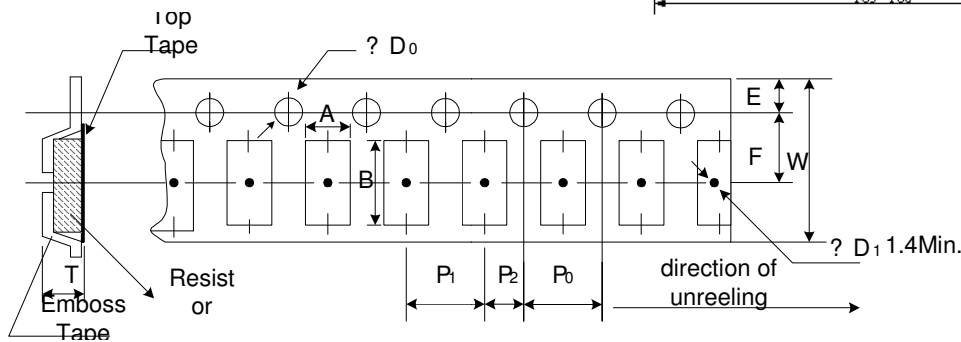 Top
Tape
? D0
A
E
B
F
W
? D1 1.4Min.
T
Resist
or
P1
P2
P0
direction of
unreeling
Emboss
Tape